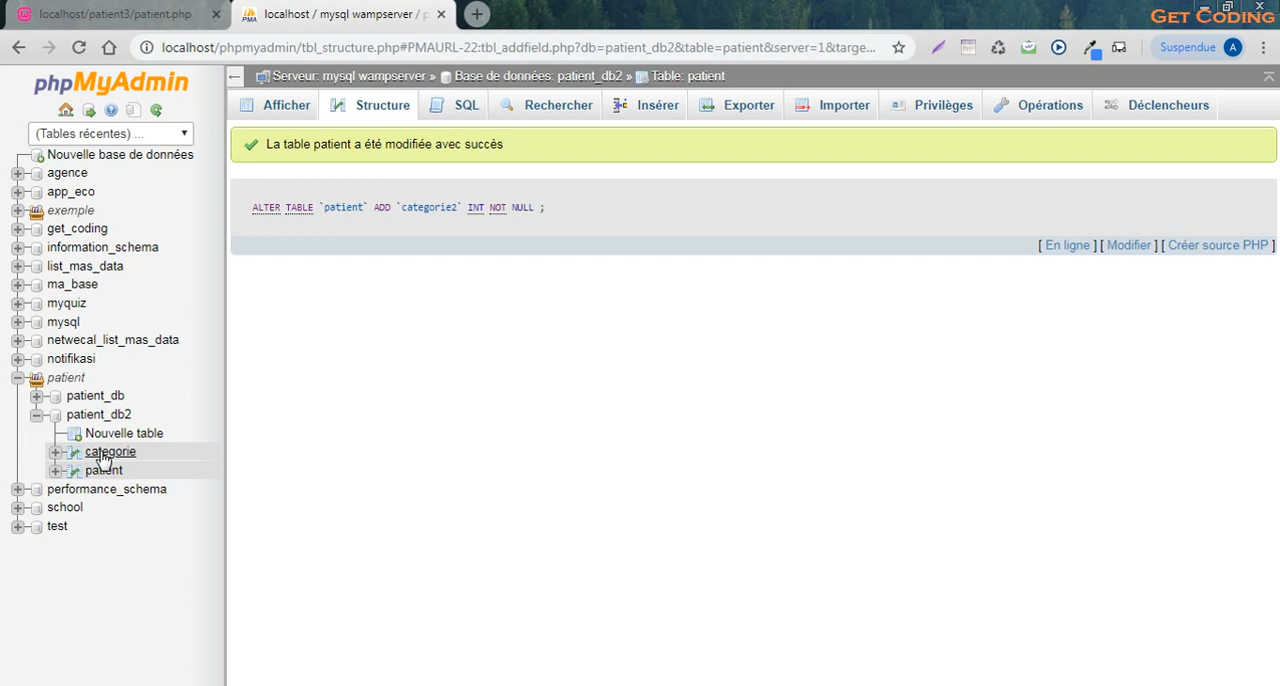 localhost/patient3/patient.php
localhost / mysql wampserver / p
GET CODING
localhost/phpmyadmin/tbl_structure.php#PMAURL-22:tbl_addfield.php?db=patient_db2&table=patient&server=1&targe...
Suspendue A
phpMyAdmin
Serveur: mysql wampserver » Base de données: patient_db2 » Table: patient
Afficher Structure SQL Rechercher Insérer Exporter Importer Privilèges Opérations Déclencheurs
(Tables récentes) ...
La table patient a été modifiée avec succès
ALTER TABLE `patient` ADD `categorie2` INT NOT NULL ;
[ En ligne ] [ Modifier ] [ Créer source PHP ]
Nouvelle base de données
agence
app_eco
exemple
get_coding
information_schema
list_mas_data
ma_base
myquiz
mysql
netwecal_list_mas_data
notifikasi
patient
patient_db
patient_db2
Nouvelle table
categorie
patient
performance_schema
school
test